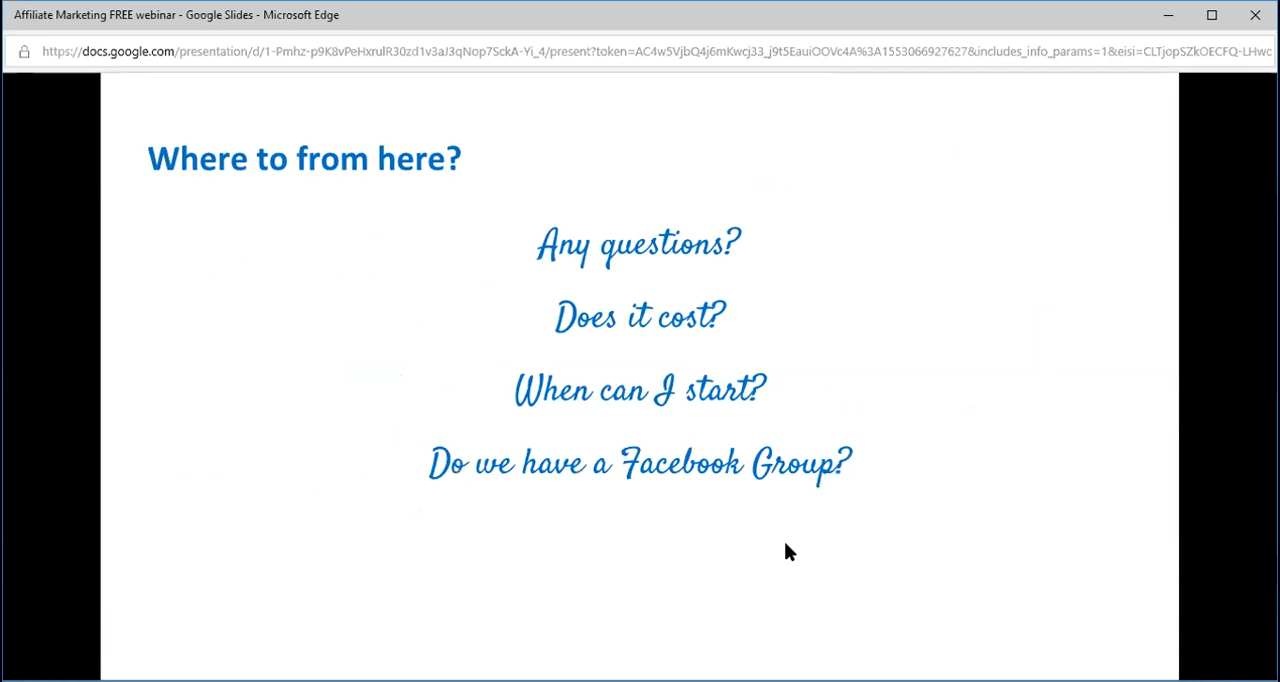 Affiliate Marketing FREE webinar - Google Slides - Microsoft Edge
https://docs.google.com/presentation/d/1-Pmhz-p9K8vPeHxrulR30zd1v3aJ3qNop7SckA-Yi_4/present?token=AC4w5VjbQ4j6mKwcj33_j9t5EauiOOVc4A%3A1553066927627&includes_info_params=1&eisi=CLTjopSZkOECFQ-LHwc
Where to from here?
Any questions?
Does it cost?
When can I start?
Do we have a Facebook Group?